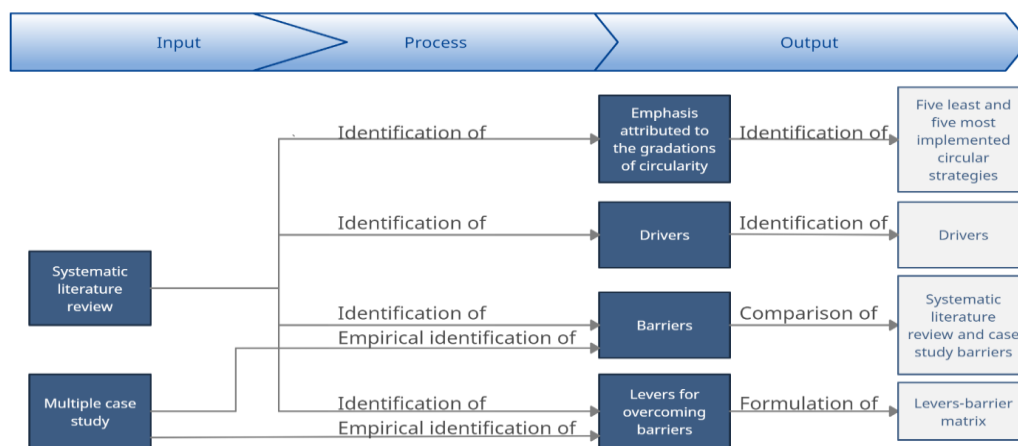 Input
Process
Output
Identification of
Emphasis
attributed to
the gradations
of circularity
Identification of
Five least and
five most
implemented
circular
strategies
Identification of
Drivers
Identification of
Drivers
Systematic
literature
review
Identification of
Empirical identification of
Barriers
Comparison of
Systematic
literature
review and case
study barriers
Multiple case
study
Identification of
Empirical identification of
Levers for
overcoming
barriers
Formulation of
Levers-barrier
matrix